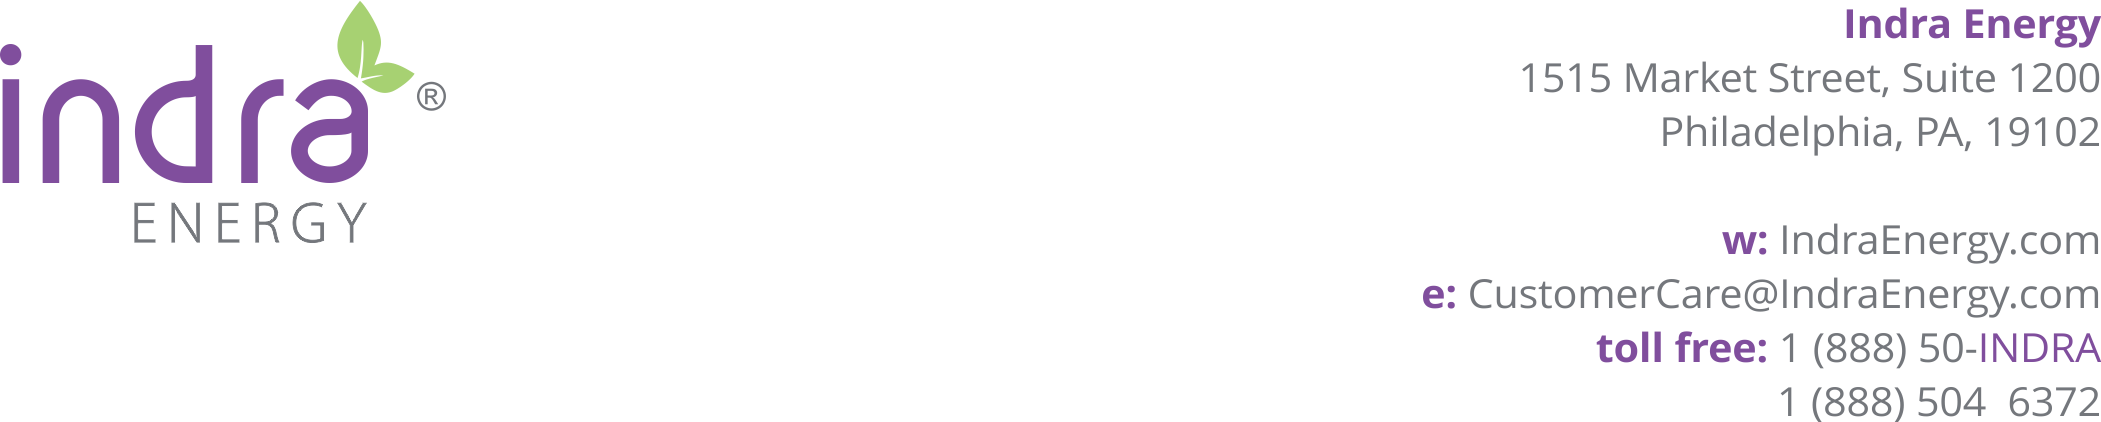 indra®
ENERGY
Indra Energy
1515 Market Street, Suite 1200
Philadelphia, PA, 19102
w: IndraEnergy.com
e: CustomerCare@IndraEnergy.com
toll free: 1 (888) 50-INDRA
1 (888) 504  6372